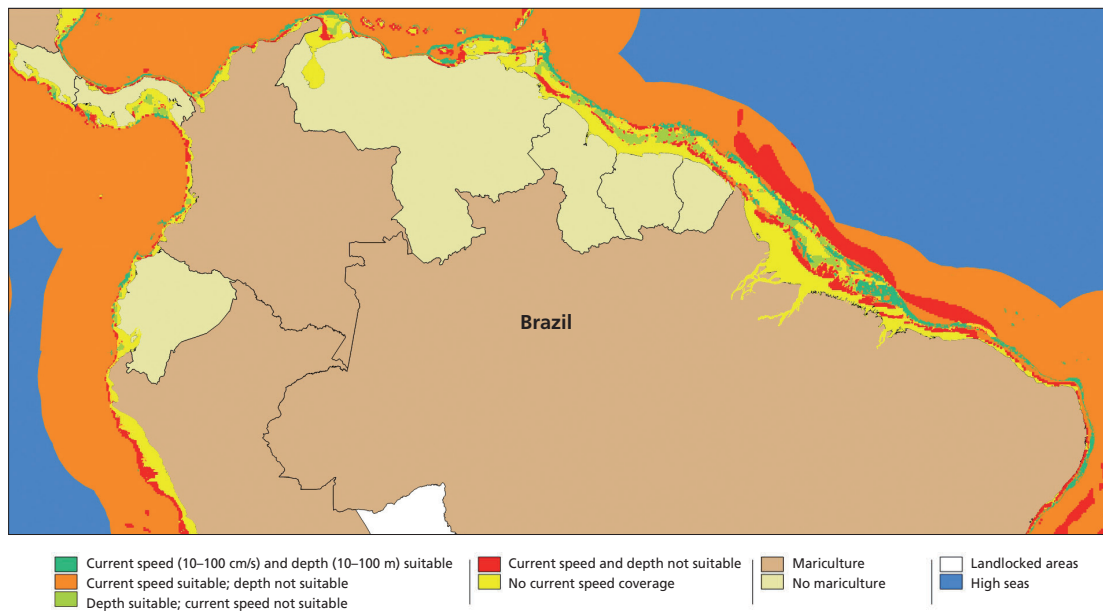 Brazil
Current speed (10–100 cm/s) and depth (10–100 m) suitable
Current speed suitable; depth not suitable
Depth suitable; current speed not suitable
Current speed and depth not suitable
No current speed coverage
Mariculture
No mariculture
Landlocked areas
High seas